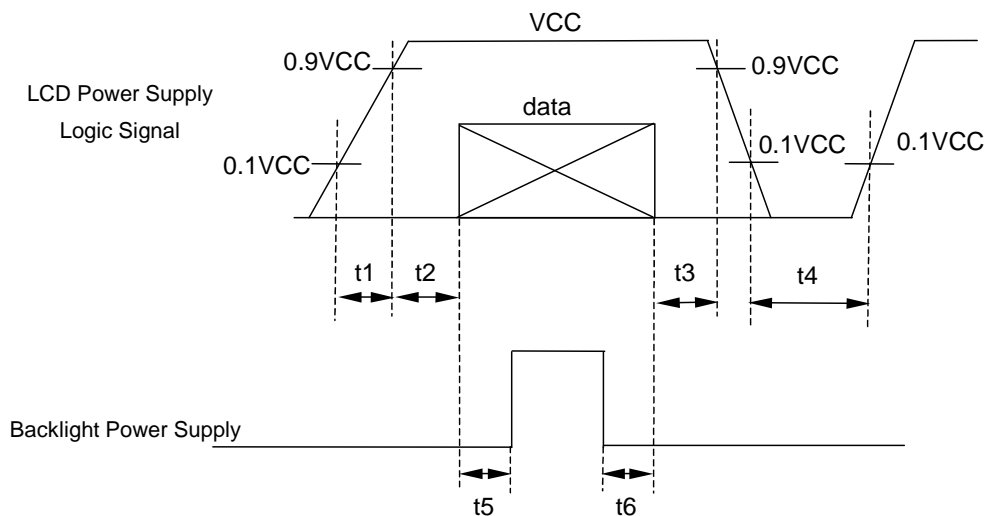 VCC
0.9VCC
0.9VCC
LCD Power Supply
Logic Signal
data
0.1VCC
0.1VCC
0.1VCC
t1
t2
t3
t4
Backlight Power Supply
t5
t6